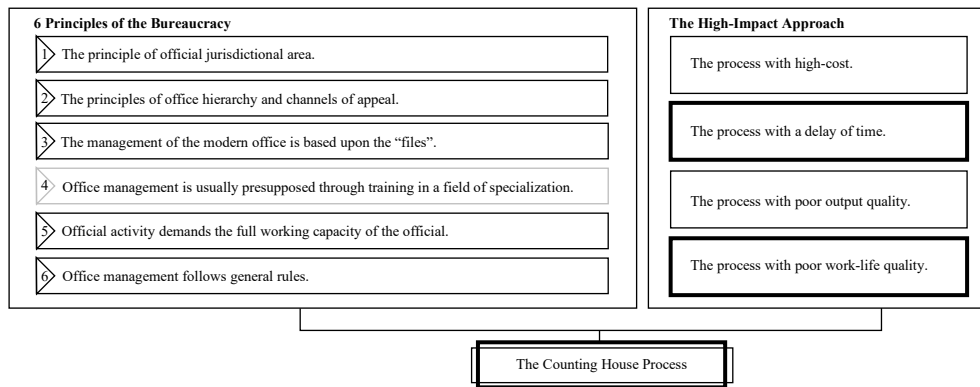 6 Principles of the Bureaucracy
1 The principle of official jurisdictional area.
2 The principles of office hierarchy and channels of appeal.
3 The management of the modern office is based upon the “files”.
4 Office management is usually presupposed through training in a field of specialization.
5 Official activity demands the full working capacity of the official.
6 Office management follows general rules.
The High-Impact Approach
The process with high-cost.
The process with a delay of time.
The process with poor output quality.
The process with poor work-life quality.
The Counting House Process